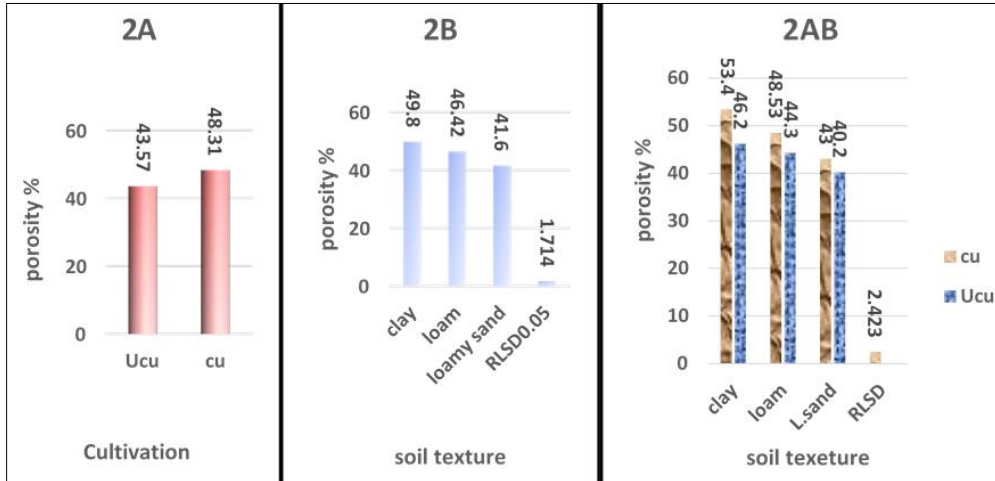 2A
porosity %
60
40
20
0
43.57
48.31
Ucu
cu
Cultivation
2B
porosity %
60
40
20
0
49.8
46.42
41.6
1.714
clay
loam
loamy sand
RLSD0.05
soil texture
2AB
porosity %
60
50
40
30
20
10
0
53.4
46.2
48.53
44.3
43
40.2
2.423
clay
loam
L.sand
RLSD
soil texeture
cu
Ucu